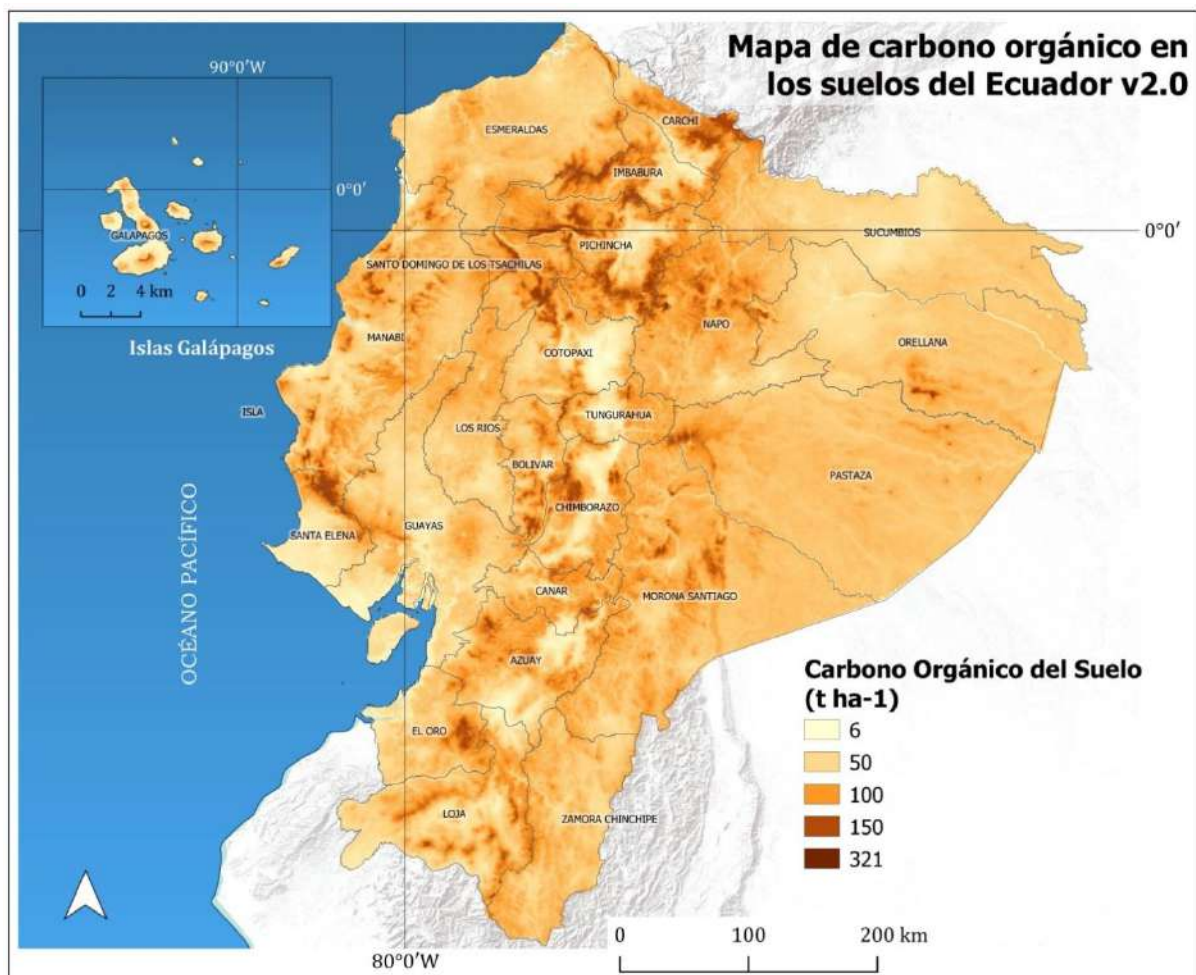 Mapa de carbono orgánico en
los suelos del Ecuador v2.0
90°0'W
0°0'
GALAPAGOS
0 2 4 km
Islas Galápagos
ESMERALDAS
CARCHI
IMBABURA
0°0'
SUCUMBIOS
PICHINCHA
SANTO DOMINGO DE LOS TSACHILAS
NAPO
MANABI
COTOPAXI
ORELLANA
ISLA
TUNGURAHUA
LOS RIOS
BOLIVAR
PASTAZA
CHIMBORAZO
SANTA ELENA
GUAYAS
OCÉANO PACÍFICO
CANAR
MORONA SANTIAGO
AZUAY
EL ORO
LOJA
ZAMORA CHINCHIPE
Carbono Orgánico del Suelo
(t ha-1)
6
50
100
150
321
0 100 200 km
80°0'W